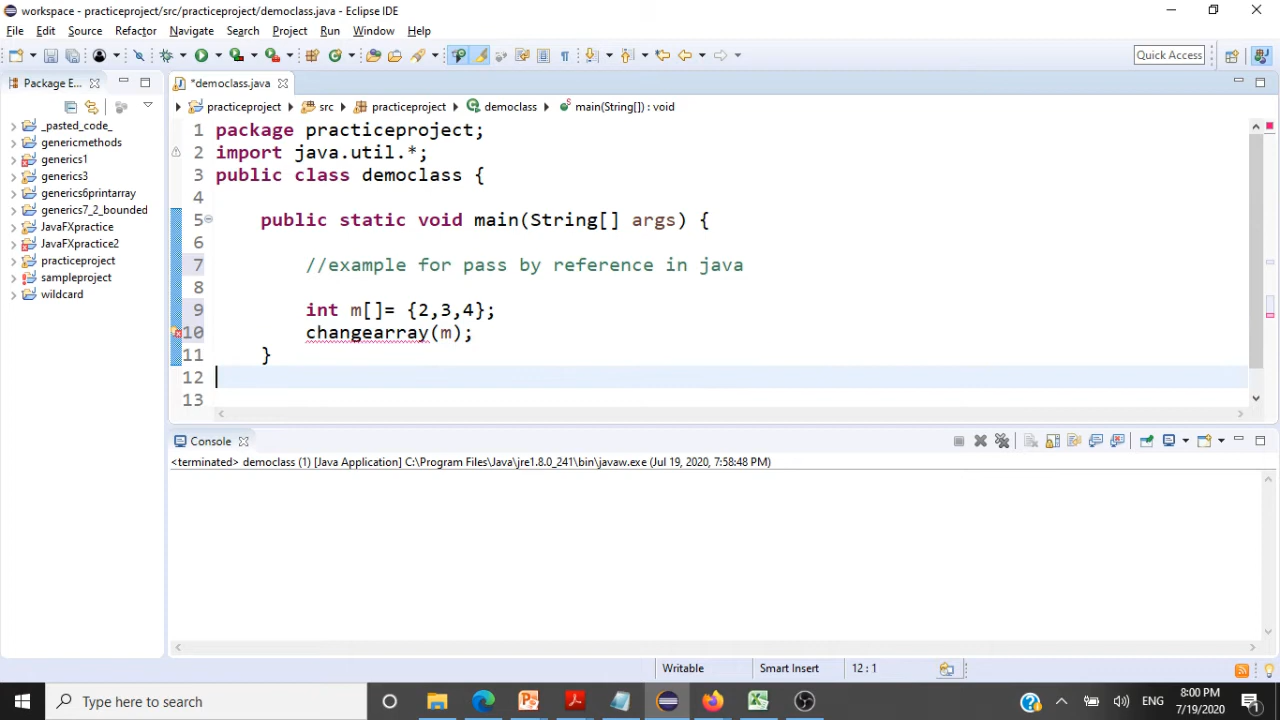 workspace - practiceproject/src/practiceproject/democlass.java - Eclipse IDE
File Edit Source Refactor Navigate Search Project Run Window Help
Quick Access
Package E...
*democlass.java
practiceproject src practiceproject democlass main(String[]) : void
_pasted_code_
genericmethods
generics1
generics3
generics6printarray
generics7_2_bounded
JavaFXpractice
JavaFXpractice2
practiceproject
sampleproject
wildcard
1 package practiceproject;
2 import java.util.*;
3 public class democlass {
4
5 public static void main(String[] args) {
6
7 //example for pass by reference in java
8
9 int m[]= {2,3,4};
10 changearray(m);
11 }
12
13
Console
<terminated> democlass (1) [Java Application] C:\Program Files\Java\jre1.8.0_241\bin\javaw.exe (Jul 19, 2020, 7:58:48 PM)
Writable Smart Insert 12 : 1
Type here to search
ENG
8:00 PM
7/19/2020
1